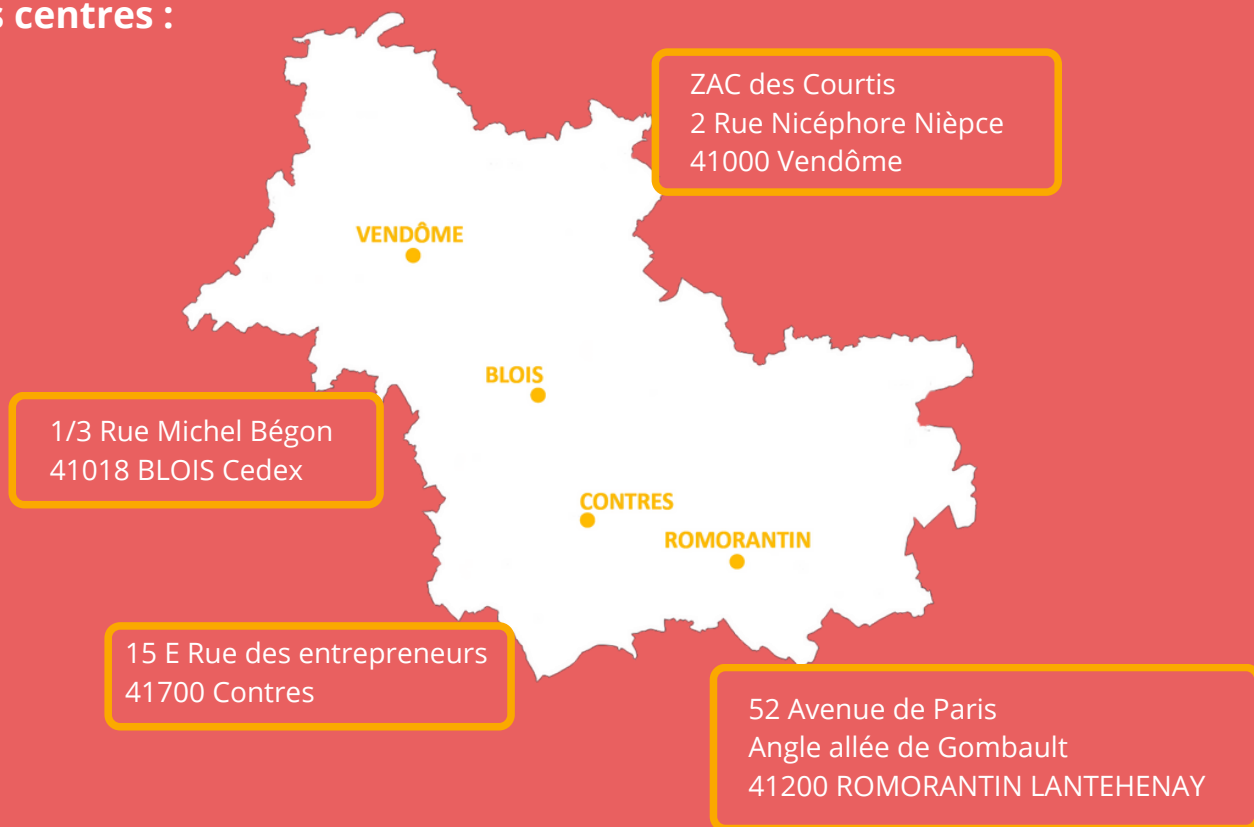 s centres :
ZAC des Courtis
2 Rue Nicéphore Nièpce
41000 Vendôme
VENDÔME
BLOIS
1/3 Rue Michel Bégon
41018 BLOIS Cedex
CONTRES
ROMORANTIN
15 E Rue des entrepreneurs
41700 Contres
52 Avenue de Paris
Angle allée de Gombault
41200 ROMORANTIN LANTEHENAY